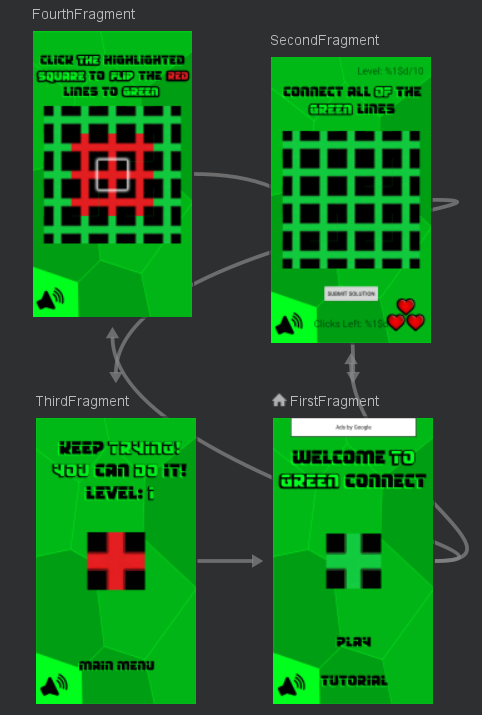 FourthFragment
CLICK THE HIGHLIGHTED
SQUARE TO FLIP THE RED
LINES TO GREEN
SecondFragment
Level: %1$d/10
CONNECT ALL OF THE
GREEN LINES
SUBMIT SOLUTION
Clicks Left: %1$d
ThirdFragment
KEEP TRYING!
YOU CAN DO IT!
LEVEL: 1
MAIN MENU
FirstFragment
Ads by Google
WELCOME TO
GREEN CONNECT
PLAY
TUTORIAL